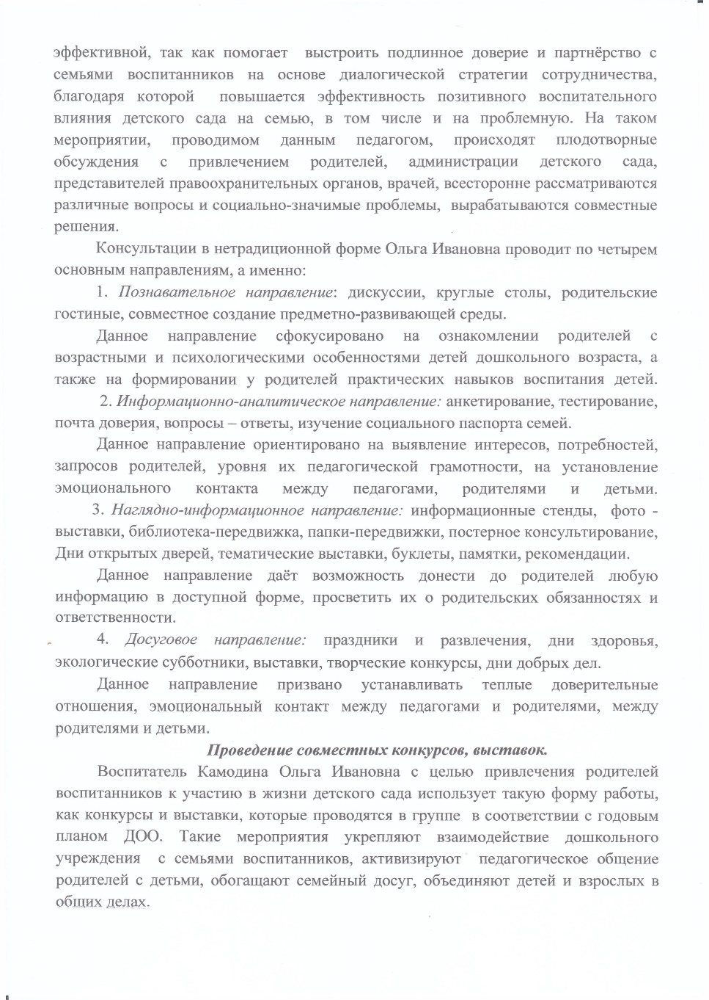 эффективной, так как помогает выстроить подлинное доверие и партнёрство с
семьями воспитанников на основе диалогической стратегии сотрудничества,
благодаря которой повышается эффективность позитивного воспитательного
влияния детского сада на семью, в том числе и на проблемную. На таком
мероприятии, проводимом данным педагогом, происходят плодотворные
обсуждения с привлечением родителей, администрации детского сада,
представителей правоохранительных органов, врачей, всесторонне рассматриваются
различные вопросы и социально-значимые проблемы, вырабатываются совместные
решения.
Консультации в нетрадиционной форме Ольга Ивановна проводит по четырем
основным направлениям, а именно:
1. Познавательное направление: дискуссии, круглые столы, родительские
гостиные, совместное создание предметно-развивающей среды.
Данное направление сфокусировано на ознакомлении родителей с
возрастными и психологическими особенностями детей дошкольного возраста, а
также на формировании у родителей практических навыков воспитания детей.
2. Информационно-аналитическое направление: анкетирование, тестирование,
почта доверия, вопросы – ответы, изучение социального паспорта семей.
Данное направление ориентировано на выявление интересов, потребностей,
запросов родителей, уровня их педагогической грамотности, на установление
эмоционального контакта между педагогами, родителями и детьми.
3. Наглядно-информационное направление: информационные стенды, фото -
выставки, библиотека-передвижка, папки-передвижки, постерное консультирование,
Дни открытых дверей, тематические выставки, буклеты, памятки, рекомендации.
Данное направление даёт возможность донести до родителей любую
информацию в доступной форме, просветить их о родительских обязанностях и
ответственности.
4. Досуговое направление: праздники и развлечения, дни здоровья,
экологические субботники, выставки, творческие конкурсы, дни добрых дел.
Данное направление призвано устанавливать теплые доверительные
отношения, эмоциональный контакт между педагогами и родителями, между
родителями и детьми.
Проведение совместных конкурсов, выставок.
Воспитатель Камодина Ольга Ивановна с целью привлечения родителей
воспитанников к участию в жизни детского сада использует такую форму работы,
как конкурсы и выставки, которые проводятся в группе в соответствии с годовым
планом ДОО. Такие мероприятия укрепляют взаимодействие дошкольного
учреждения с семьями воспитанников, активизируют педагогическое общение
родителей с детьми, обогащают семейный досуг, объединяют детей и взрослых в
общих делах.